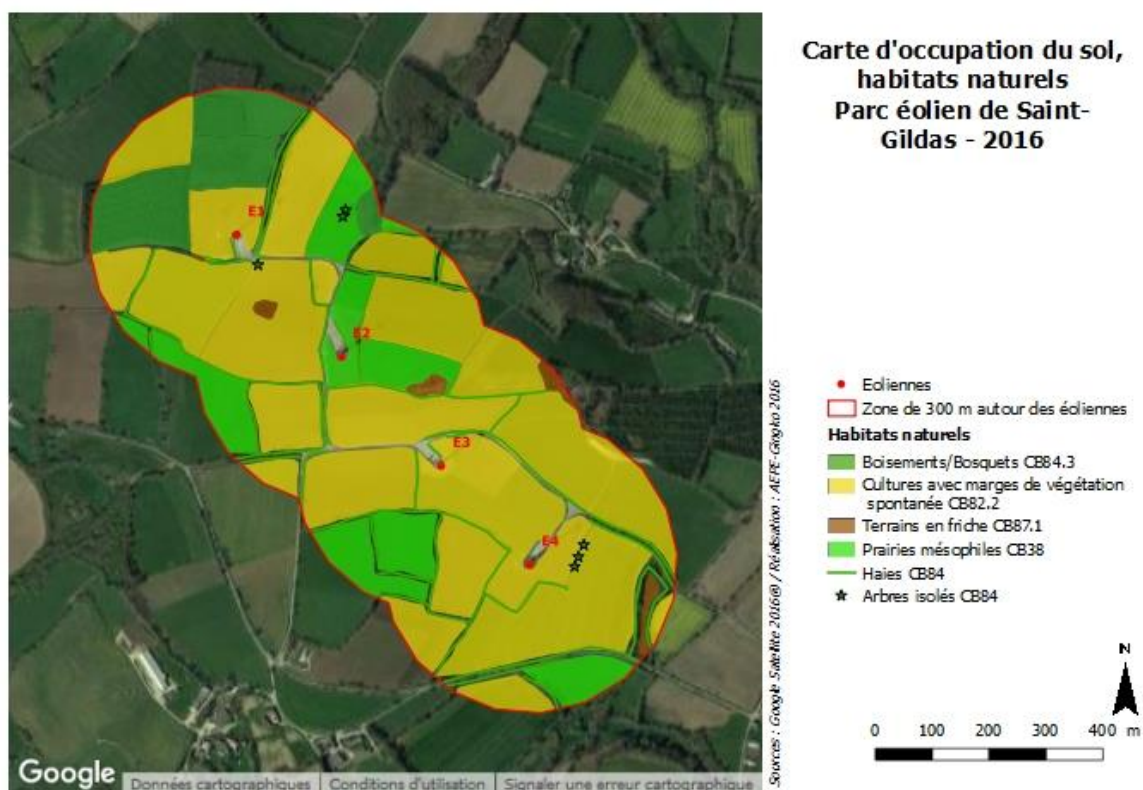 Carte d'occupation du sol,
habitats naturels
Parc éolien de Saint-
Gildas - 2016
E1
E2
E3
E4
Eoliennes
Zone de 300 m autour des éoliennes
Habitats naturels
Boisements/Bosquets CB84.3
Cultures avec marges de végétation
spontanée CB82.2
Terrains en friche CB87.1
Prairies mésophiles CB38
Haies CB84
Arbres isolés CB84
N
0 100 200 300 400 m
Sources : Google Satellite 2016® / Réalisation : AEPE-Gingko 2016
Google
Données cartographiques
Conditions d'utilisation
Signaler une erreur cartographique